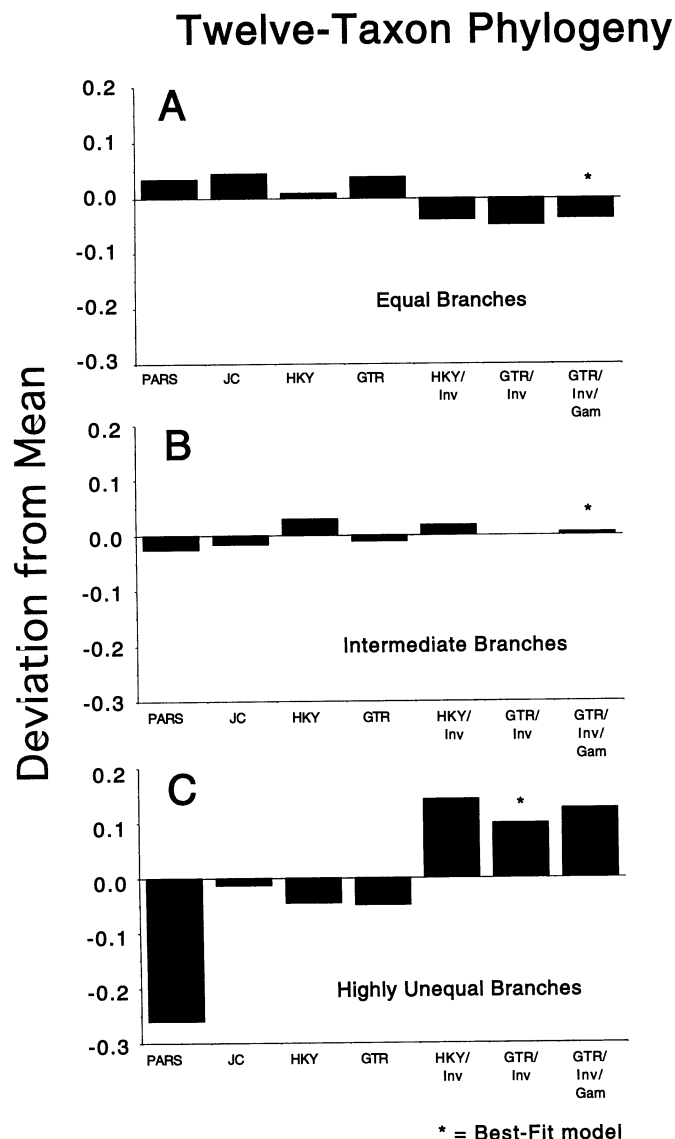 Twelve-Taxon Phylogeny
Deviation from Mean
A
0.2
0.1
0.0
-0.1
-0.2
-0.3
Equal Branches
*
PARS JC HKY GTR HKY/ GTR/ GTR/
Inv Inv Inv/
Gam
B
0.2
0.1
0.0
-0.1
-0.2
-0.3
Intermediate Branches
*
PARS JC HKY GTR HKY/ GTR/ GTR/
Inv Inv Inv/
Gam
C
0.2
0.1
0.0
-0.1
-0.2
-0.3
Highly Unequal Branches
*
PARS JC HKY GTR HKY/ GTR/ GTR/
Inv Inv Inv/
Gam
* = Best-Fit model